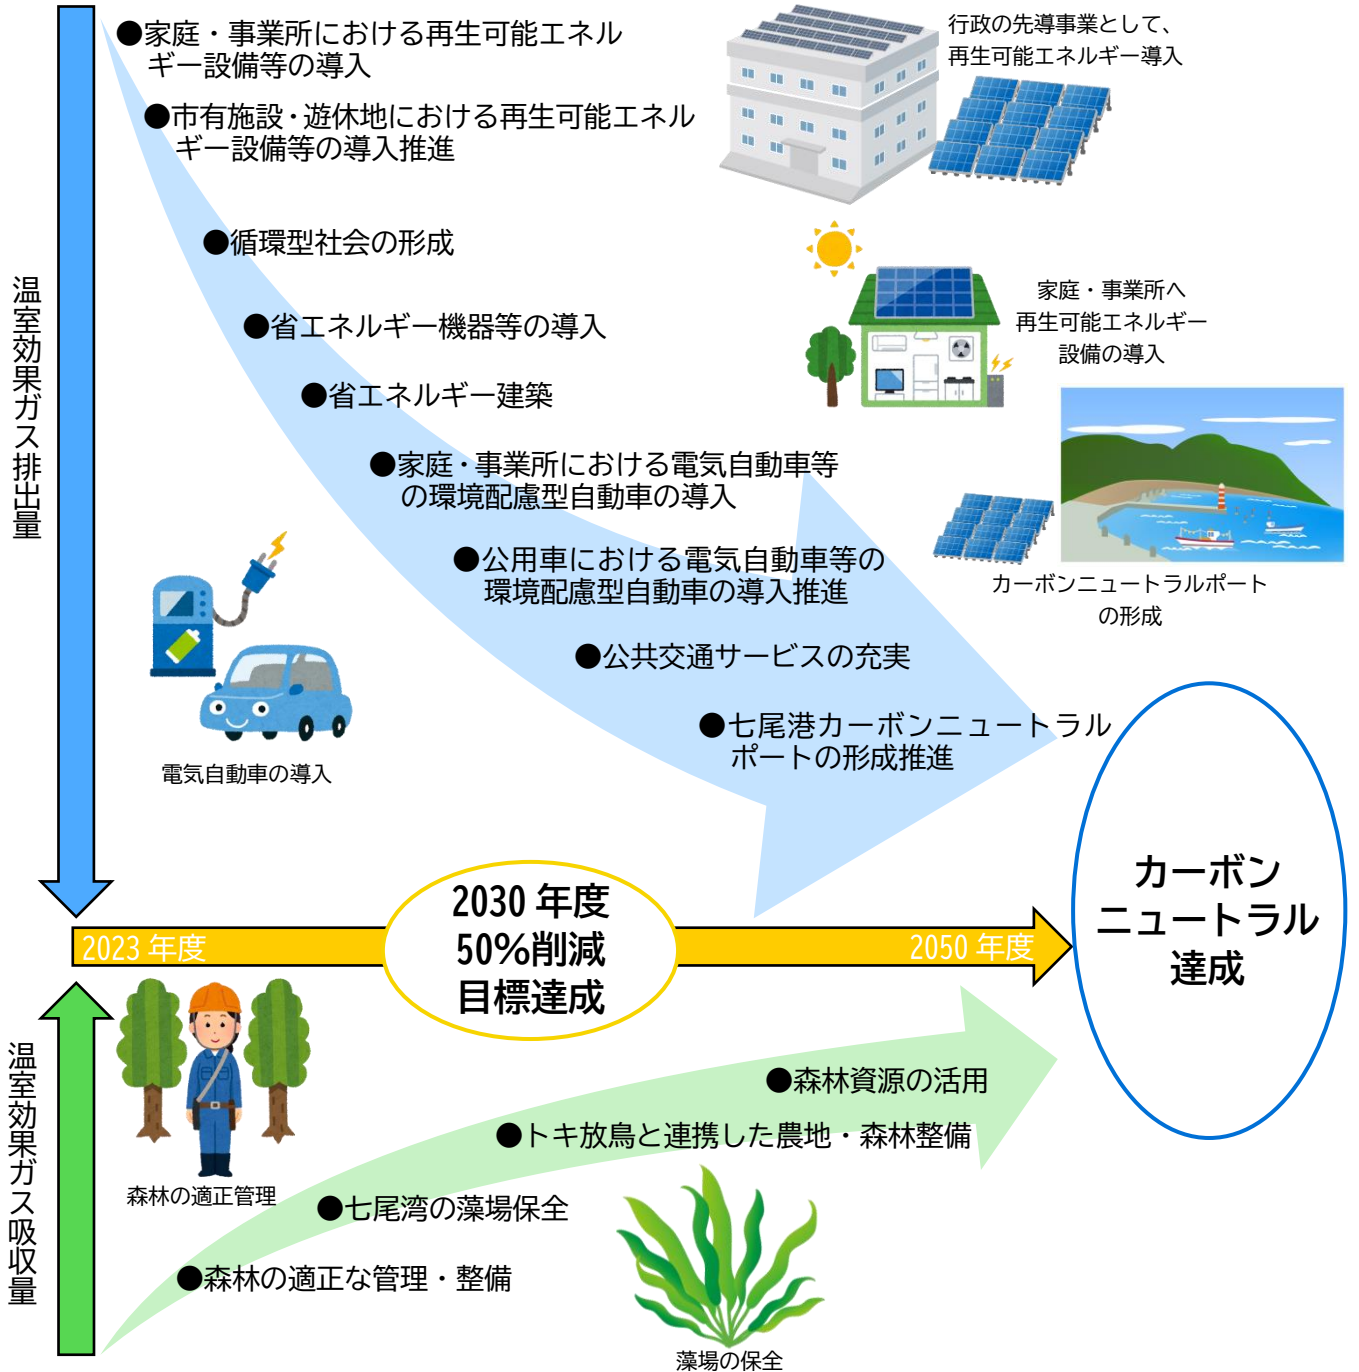 ●家庭・事業所における再生可能エネル
ギー設備等の導入
●市有施設・遊休地における再生可能エネル
ギー設備等の導入推進
●循環型社会の形成
●省エネルギー機器等の導入
●省エネルギー建築
●家庭・事業所における電気自動車等
の環境配慮型自動車の導入
●公用車における電気自動車等の
環境配慮型自動車の導入推進
●公共交通サービスの充実
●七尾港カーボンニュートラル
ポートの形成推進
行政の先導事業として、
再生可能エネルギー導入
家庭・事業所へ
再生可能エネルギー
設備の導入
カーボンニュートラルポート
の形成
温室効果ガス排出量
電気自動車の導入
2023 年度
2030 年度
50%削減
目標達成
2050 年度
カーボン
ニュートラル
達成
温室効果ガス吸収量
森林の適正管理
●森林資源の活用
●トキ放鳥と連携した農地・森林整備
●七尾湾の藻場保全
●森林の適正な管理・整備
藻場の保全